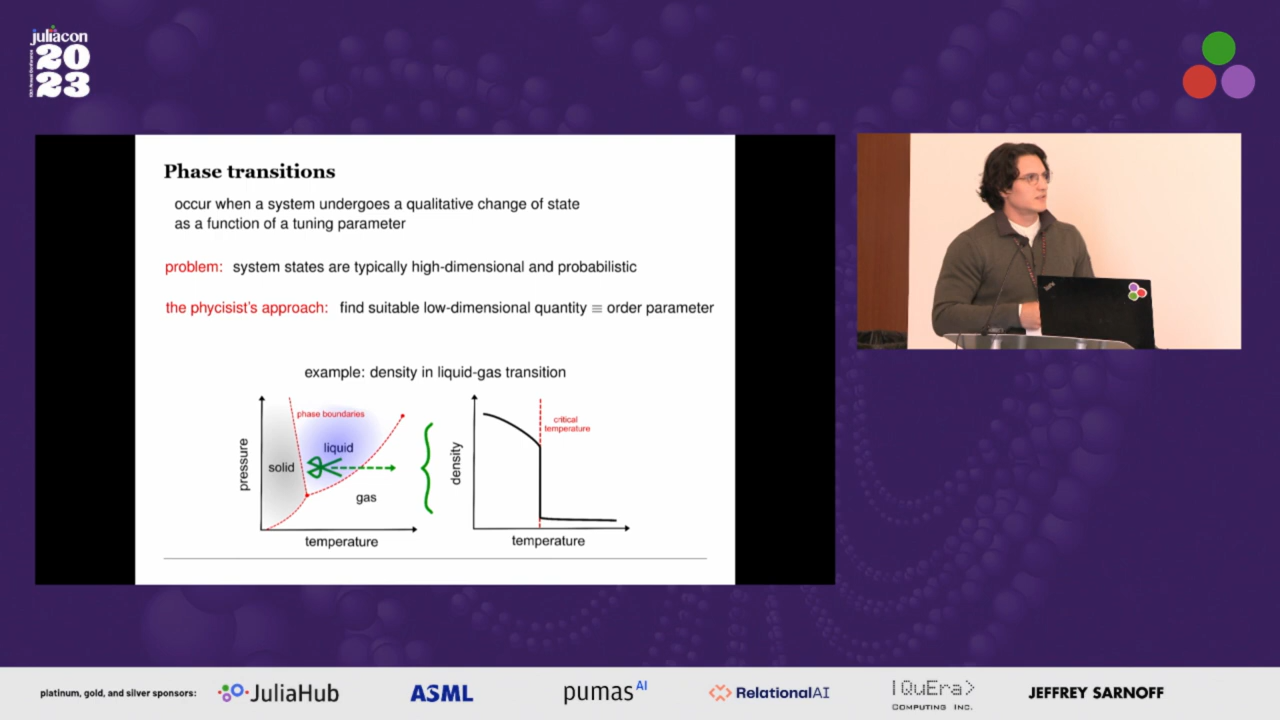 juliacon
20
23
Phase transitions
occur when a system undergoes a qualitative change of state
as a function of a tuning parameter
problem: system states are typically high-dimensional and probabilistic
the phycisist's approach: find suitable low-dimensional quantity ≡ order parameter
example: density in liquid-gas transition
phase boundaries
liquid
solid
gas
pressure
temperature
critical
temperature
density
temperature
platinum, gold, and silver sponsors:
JuliaHub
ASML
pumas AI
RelationalAI
|QuEra>
COMPUTING INC.
JEFFREY SARNOFF